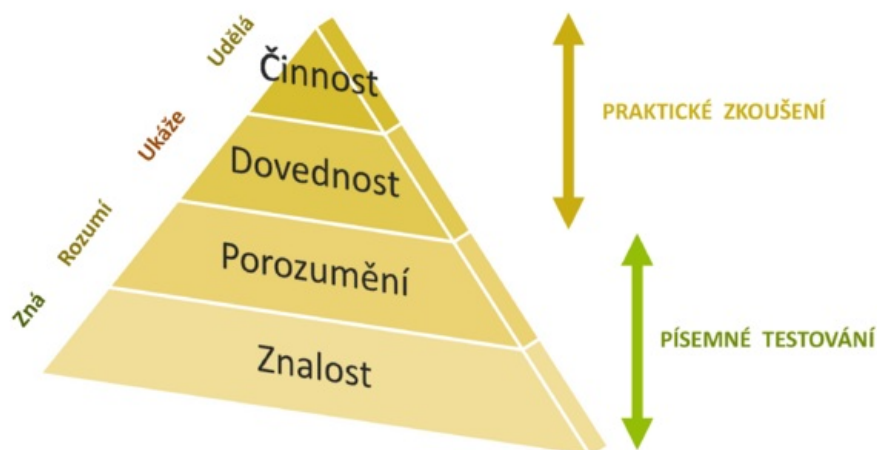 Udělá
Činnost
PRAKTICKÉ ZKOUŠENÍ
Ukáže
Dovednost
Rozumí
Porozumění
Zná
Znalost
PÍSEMNÉ TESTOVÁNÍ